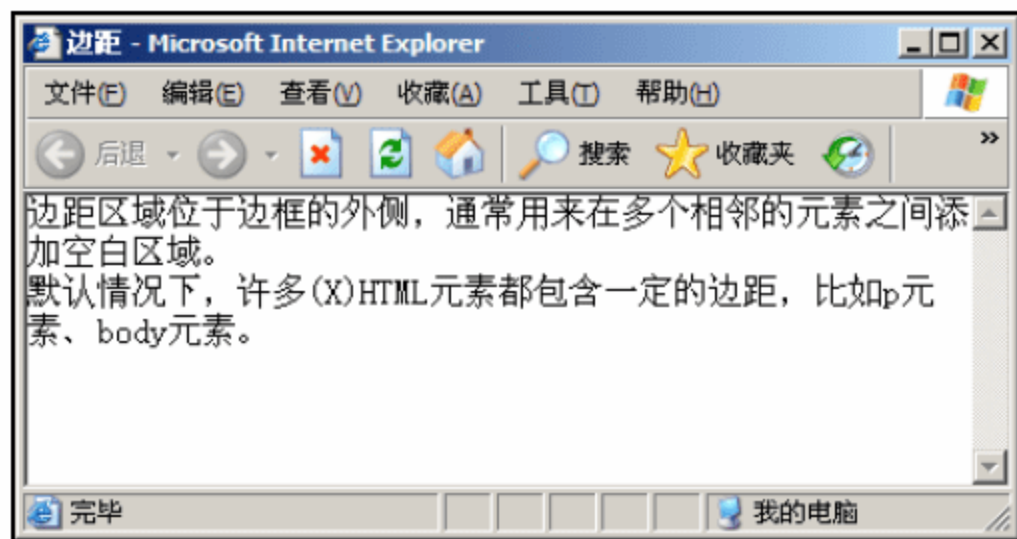 边距 - Microsoft Internet Explorer
文件(F) 编辑(E) 查看(V) 收藏(A) 工具(T) 帮助(H)
后退 搜索 收藏夹 »
边距区域位于边框的外侧，通常用来在多个相邻的元素之间添
加空白区域。
默认情况下，许多(X)HTML元素都包含一定的边距，比如p元
素、body元素。
完毕 我的电脑